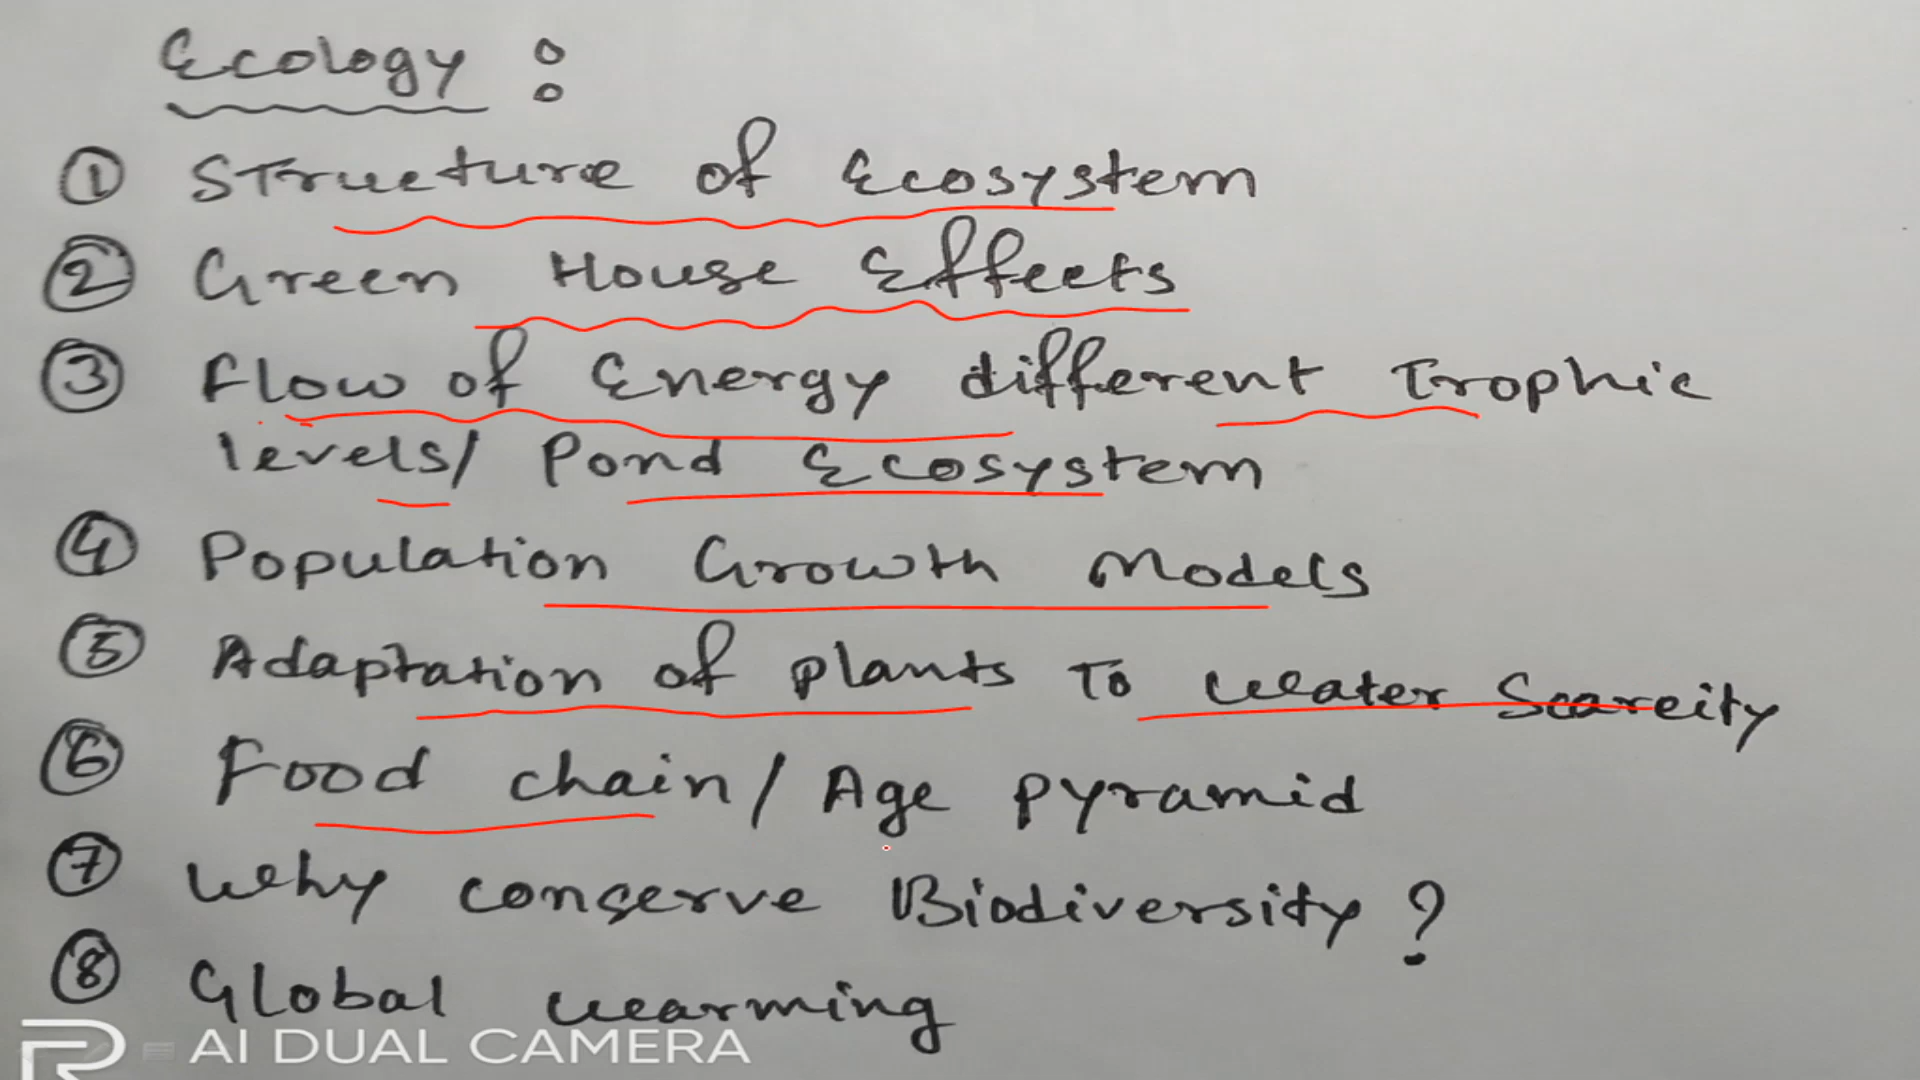 Ecology :
① Structure of Ecosystem
② Green House Effects
③ Flow of Energy different Trophic
levels/ Pond Ecosystem
④ Population Growth Models
⑤ Adaptation of plants To Water Scarcity
⑥ Food chain/ Age pyramid
⑦ Why conserve Biodiversity ?
⑧ Global warming
AI DUAL CAMERA